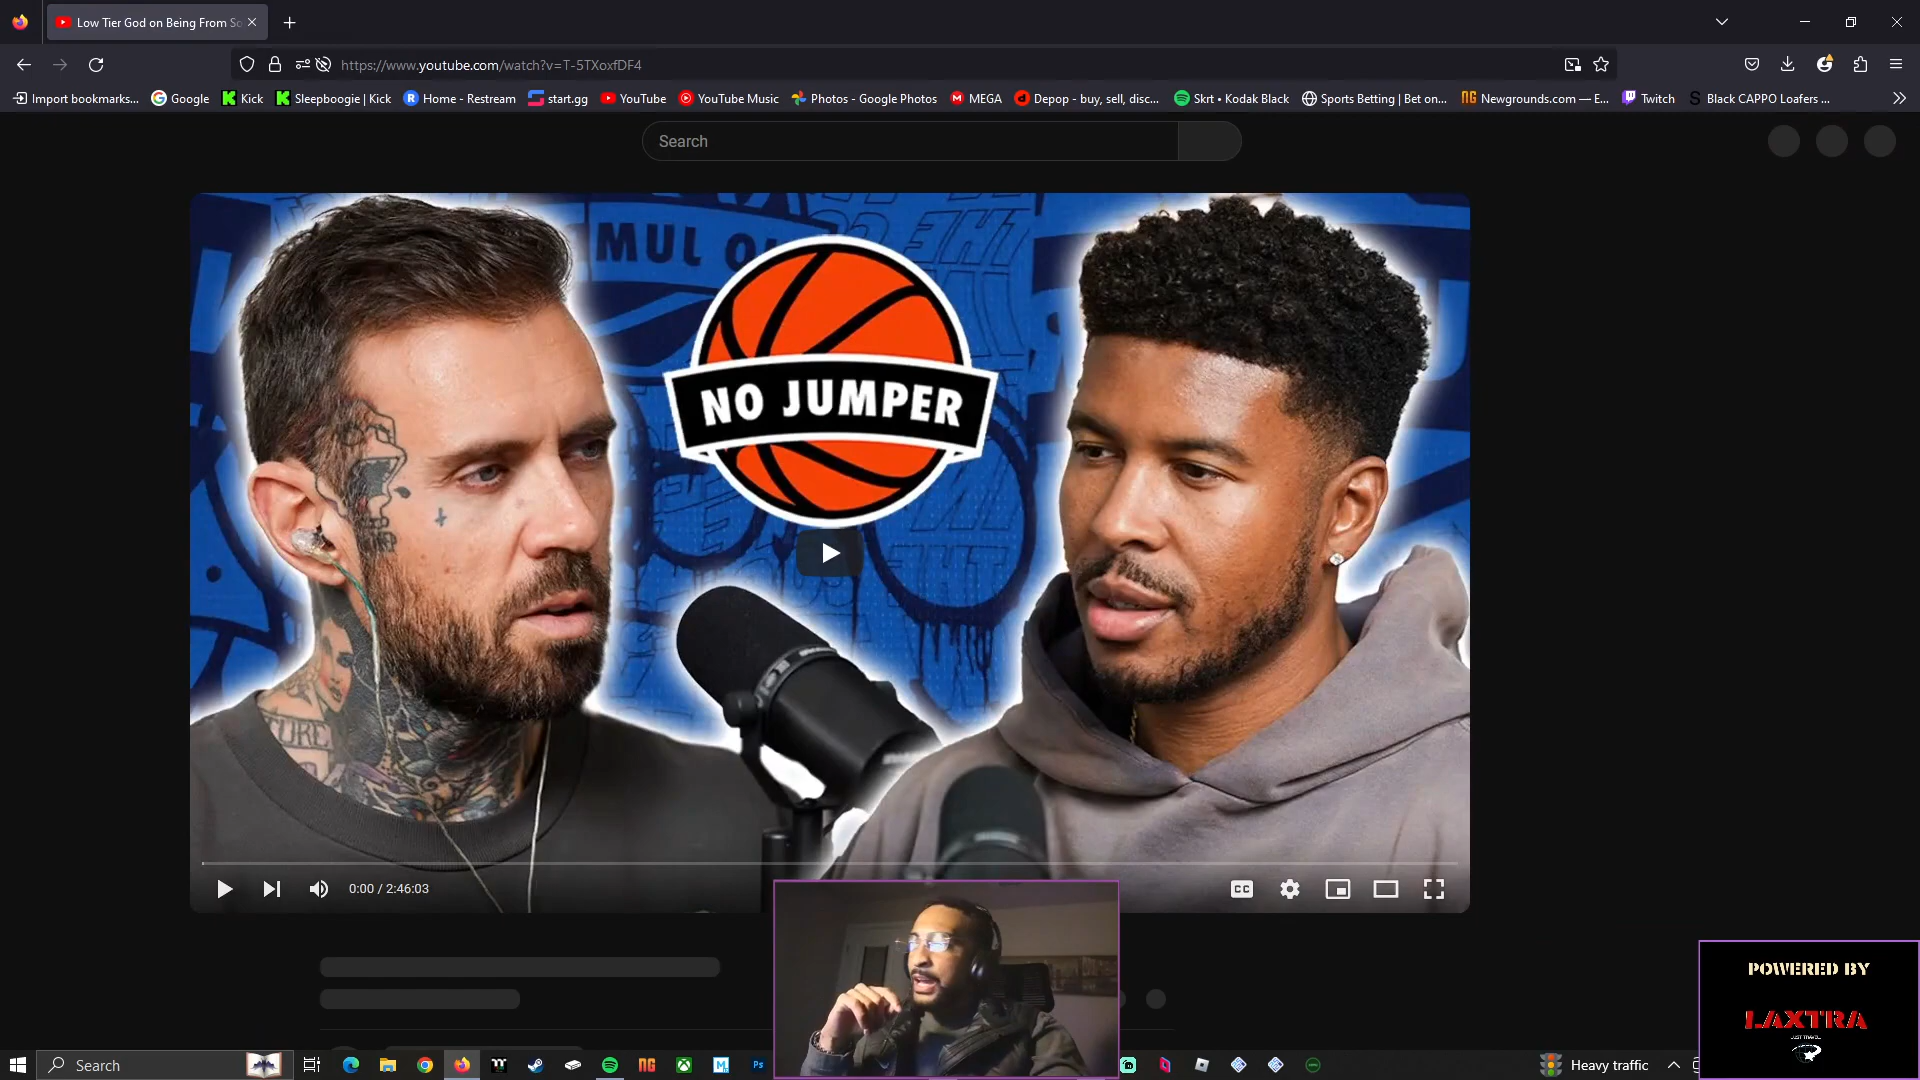 Low Tier God on Being From So
https://www.youtube.com/watch?v=T-5TXoxfDF4
Import bookmarks... Google Kick Sleepboogie | Kick Home - Restream start.gg YouTube YouTube Music Photos - Google Photos MEGA Depop - buy, sell, disc... Skrt • Kodak Black Sports Betting | Bet on... Newgrounds.com — E... Twitch Black CAPPO Loafers ...
Search
MUL
NO JUMPER
TURE
0:00 / 2:46:03
CC
POWERED BY
LAXTRA
Search
Heavy traffic